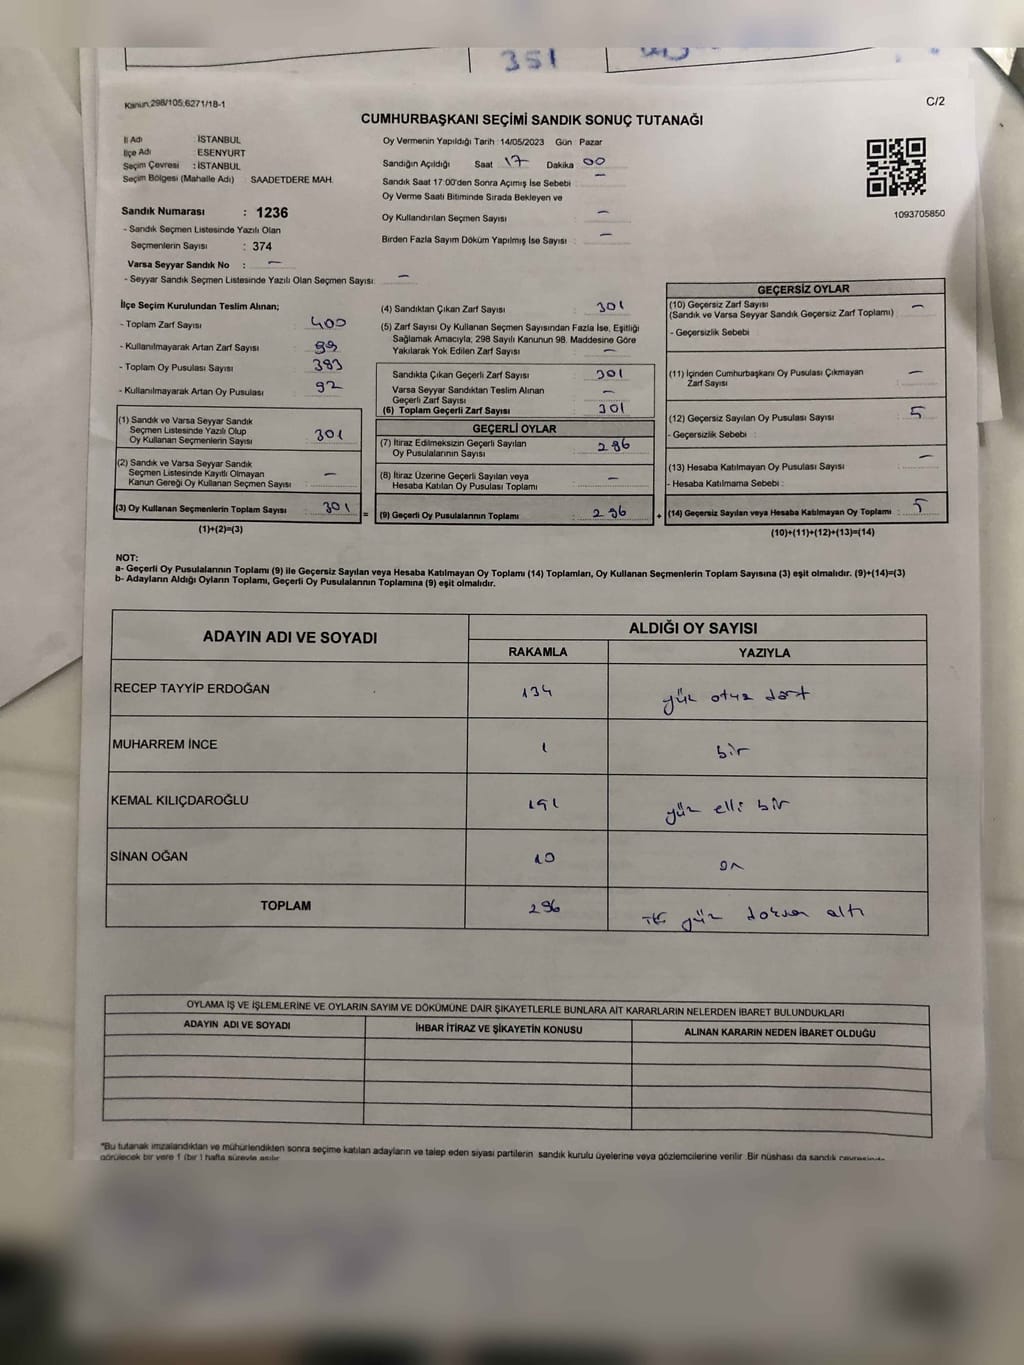 351
Kanun;298/105;6271/18-1
C/2
CUMHURBAŞKANI SEÇİMİ SANDIK SONUÇ TUTANAĞI
İl Adı : İSTANBUL
İlçe Adı : ESENYURT
Seçim Çevresi : İSTANBUL
Seçim Bölgesi (Mahalle Adı) : SAADETDERE MAH.
Sandık Numarası : 1236
- Sandık Seçmen Listesinde Yazılı Olan
Seçmenlerin Sayısı : 374
Varsa Seyyar Sandık No : —
- Seyyar Sandık Seçmen Listesinde Yazılı Olan Seçmen Sayısı: —
Oy Vermenin Yapıldığı Tarih : 14/05/2023 Gün : Pazar
Sandığın Açıldığı Saat 17 Dakika 00
Sandık Saat 17:00'den Sonra Açımış İse Sebebi : —
Oy Verme Saati Bitiminde Sırada Bekleyen ve
Oy Kullandırılan Seçmen Sayısı : —
Birden Fazla Sayım Döküm Yapılmış İse Sayısı : —
1093705850
İlçe Seçim Kurulundan Teslim Alınan;
- Toplam Zarf Sayısı : 400
- Kullanılmayarak Artan Zarf Sayısı : 99
- Toplam Oy Pusulası Sayısı : 393
- Kullanılmayarak Artan Oy Pusulası : 92
(1) Sandık ve Varsa Seyyar Sandık
Seçmen Listesinde Yazılı Olup
Oy Kullanan Seçmenlerin Sayısı : 301
(2) Sandık ve Varsa Seyyar Sandık
Seçmen Listesinde Kayıtlı Olmayan
Kanun Gereği Oy Kullanan Seçmen Sayısı : —
(3) Oy Kullanan Seçmenlerin Toplam Sayısı : 301
(1)+(2)=(3)
(4) Sandıktan Çıkan Zarf Sayısı : 301
(5) Zarf Sayısı Oy Kullanan Seçmen Sayısından Fazla İse, Eşitliği
Sağlamak Amacıyla; 298 Sayılı Kanunun 98. Maddesine Göre
Yakılarak Yok Edilen Zarf Sayısı : —
Sandıkta Çıkan Geçerli Zarf Sayısı : 301
Varsa Seyyar Sandıktan Teslim Alınan
Geçerli Zarf Sayısı : —
(6) Toplam Geçerli Zarf Sayısı : 301
GEÇERLİ OYLAR
(7) İtiraz Edilmeksizin Geçerli Sayılan
Oy Pusulalarının Sayısı : 296
(8) İtiraz Üzerine Geçerli Sayılan veya
Hesaba Katılan Oy Pusulası Toplamı : —
= (9) Geçerli Oy Pusulalarının Toplamı : 296
GEÇERSİZ OYLAR
(10) Geçersiz Zarf Sayısı
(Sandık ve Varsa Seyyar Sandık Geçersiz Zarf Toplamı) : —
- Geçersizlik Sebebi :
(11) İçinden Cumhurbaşkanı Oy Pusulası Çıkmayan
Zarf Sayısı : —
(12) Geçersiz Sayılan Oy Pusulası Sayısı : 5
- Geçersizlik Sebebi :
(13) Hesaba Katılmayan Oy Pusulası Sayısı : —
- Hesaba Katılmama Sebebi :
+ (14) Geçersiz Sayılan veya Hesaba Katılmayan Oy Toplamı : 5
(10)+(11)+(12)+(13)=(14)
NOT:
a- Geçerli Oy Pusulalarının Toplamı (9) ile Geçersiz Sayılan veya Hesaba Katılmayan Oy Toplamı (14) Toplamları, Oy Kullanan Seçmenlerin Toplam Sayısına (3) eşit olmalıdır. (9)+(14)=(3)
b- Adayların Aldığı Oyların Toplamı, Geçerli Oy Pusulalarının Toplamına (9) eşit olmalıdır.
ADAYIN ADI VE SOYADI ALDIĞI OY SAYISI
RAKAMLA YAZIYLA
RECEP TAYYİP ERDOĞAN 134 yüz otuz dört
MUHARREM İNCE 1 bir
KEMAL KILIÇDAROĞLU 151 yüz elli bir
SİNAN OĞAN 10 on
TOPLAM 296 yüz doksan altı
OYLAMA İŞ VE İŞLEMLERİNE VE OYLARIN SAYIM VE DÖKÜMÜNE DAİR ŞİKAYETLERLE BUNLARA AİT KARARLARIN NELERDEN İBARET BULUNDUKLARI
ADAYIN ADI VE SOYADI İHBAR İTİRAZ VE ŞİKAYETİN KONUSU ALINAN KARARIN NEDEN İBARET OLDUĞU
*Bu tutanak imzalandıktan ve mühürlendikten sonra seçime katılan adayların ve talep eden siyasi partilerin sandık kurulu üyelerine veya gözlemcilerine verilir. Bir nüshası da sandık çevresinde
görülecek bir yere 1 (bir) hafta süreyle asılır.